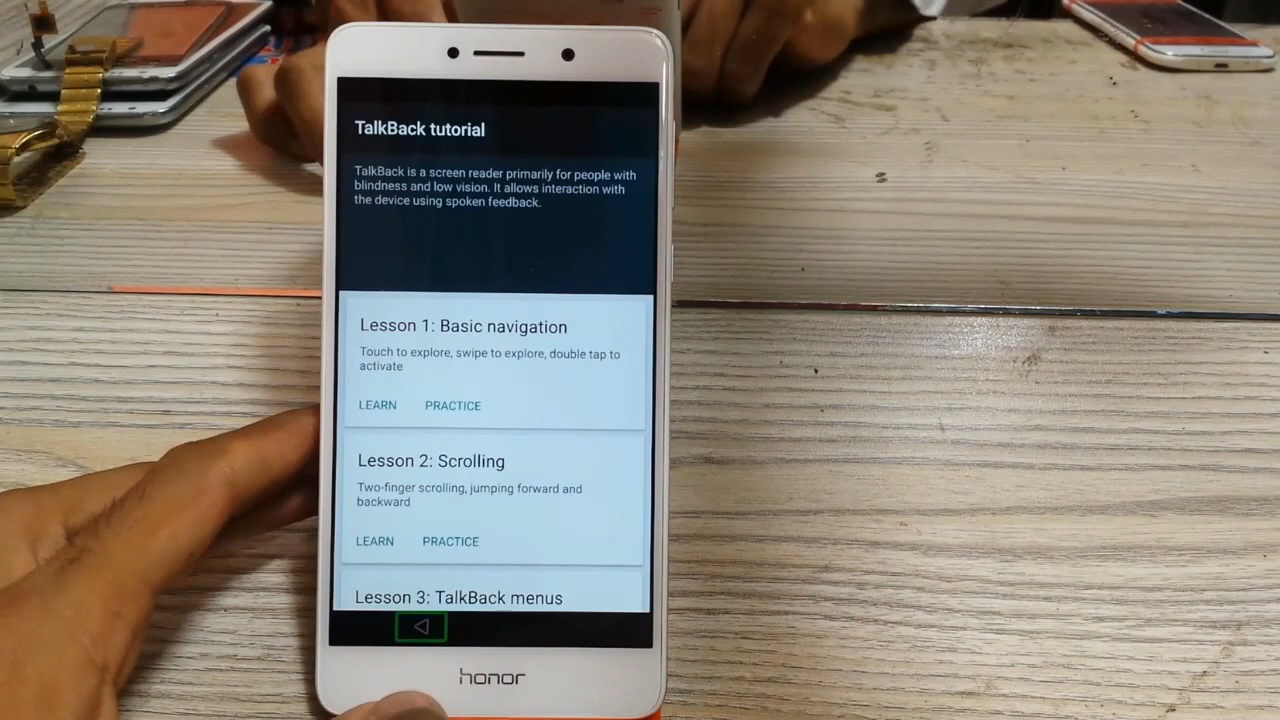 TalkBack tutorial
TalkBack is a screen reader primarily for people with
blindness and low vision. It allows interaction with
the device using spoken feedback.
Lesson 1: Basic navigation
Touch to explore, swipe to explore, double tap to
activate
LEARN PRACTICE
Lesson 2: Scrolling
Two-finger scrolling, jumping forward and
backward
LEARN PRACTICE
Lesson 3: TalkBack menus
honor